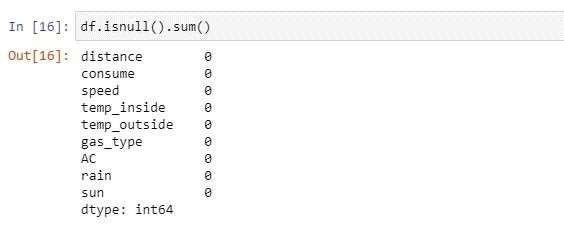 In [16]: df.isnull().sum()
Out[16]: distance 0
consume 0
speed 0
temp_inside 0
temp_outside 0
gas_type 0
AC 0
rain 0
sun 0
dtype: int64